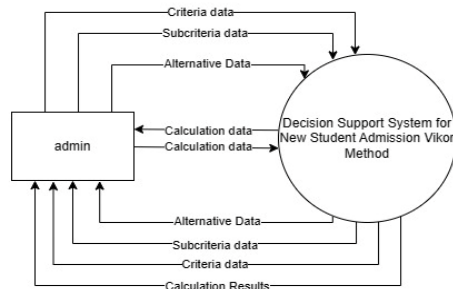 Criteria data
Subcriteria data
Alternative Data
Calculation data
Calculation data
admin
Decision Support System for
New Student Admission Vikor
Method
Alternative Data
Subcriteria data
Criteria data
Calculation Results